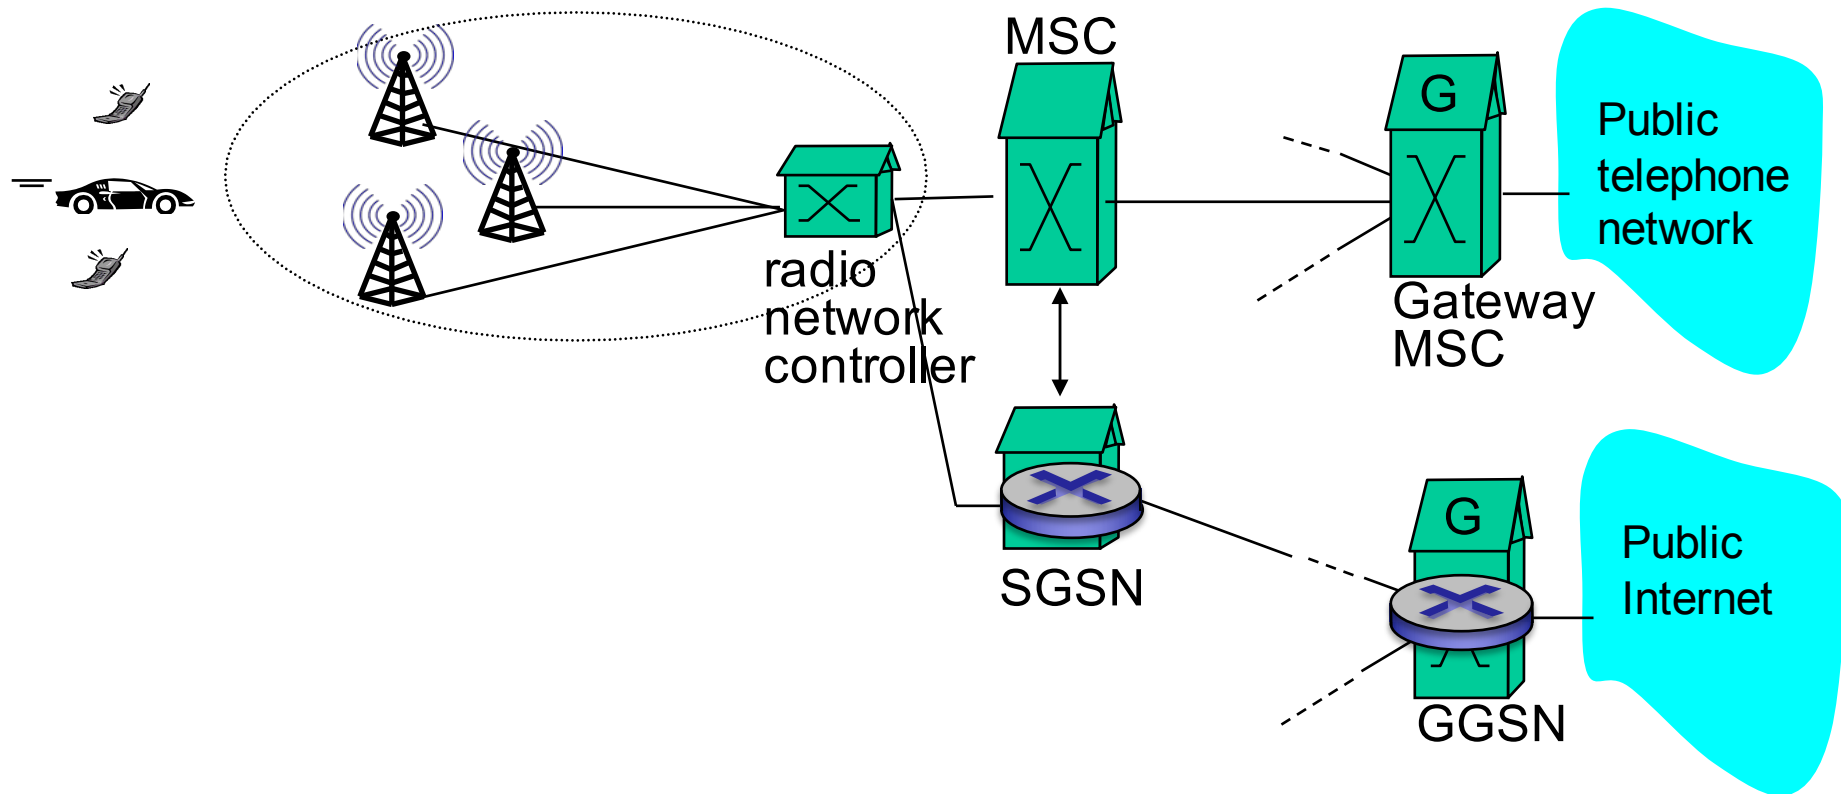 MSC
G
Public
telephone
network
radio
network
controller
Gateway
MSC
SGSN
G
Public
Internet
GGSN